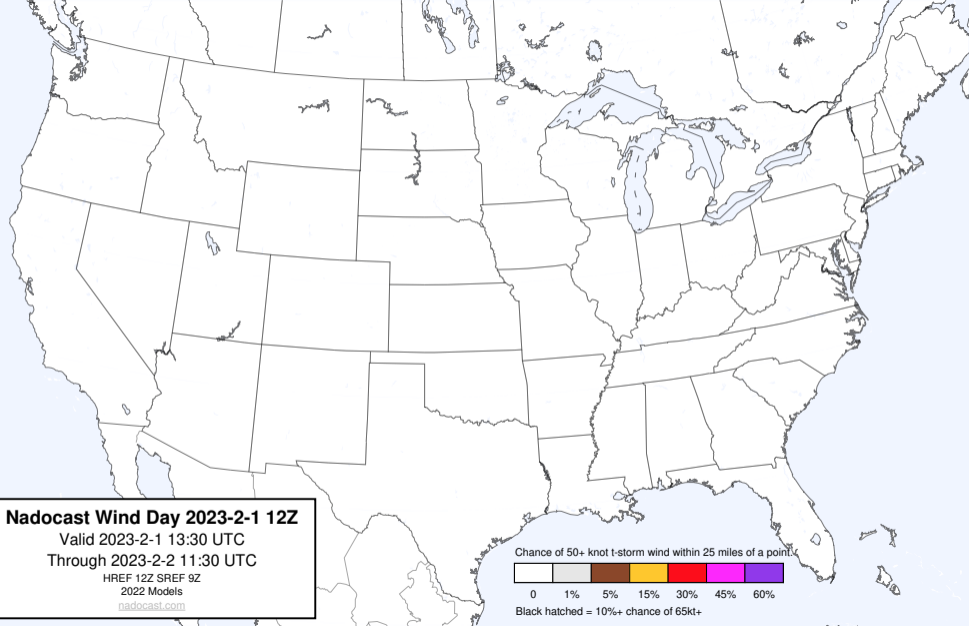 Nadocast Wind Day 2023-2-1 12Z
Valid 2023-2-1 13:30 UTC
Through 2023-2-2 11:30 UTC
HREF 12Z SREF 9Z
2022 Models
nadocast.com
Chance of 50+ knot t-storm wind within 25 miles of a point.
0 1% 5% 15% 30% 45% 60%
Black hatched = 10%+ chance of 65kt+